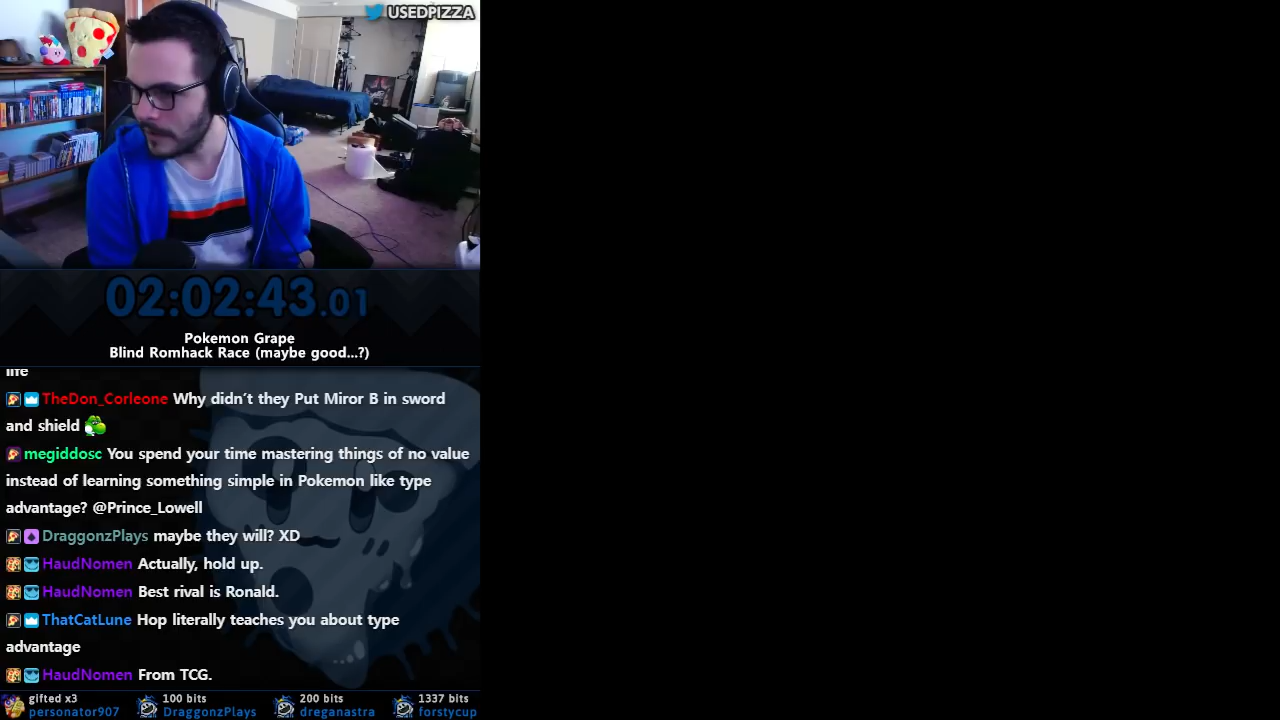 USEDPIZZA
02:02:43.01
Pokemon Grape
Blind Romhack Race (maybe good...?)
life
TheDon_Corleone Why didn't they Put Miror B in sword
and shield
megiddosc You spend your time mastering things of no value
instead of learning something simple in Pokemon like type
advantage? @Prince_Lowell
DraggonzPlays maybe they will? XD
HaudNomen Actually, hold up.
HaudNomen Best rival is Ronald.
ThatCatLune Hop literally teaches you about type
advantage
HaudNomen From TCG.
gifted x3 100 bits 200 bits 1337 bits
personator907 DraggonzPlays dreganastra forstycup